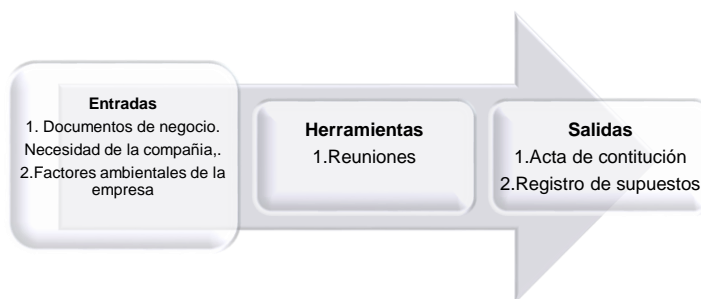 Entradas
1. Documentos de negocio.
Necesidad de la compañia,.
2.Factores ambientales de la
empresa
Herramientas
1.Reuniones
Salidas
1.Acta de contitución
2.Registro de supuestos